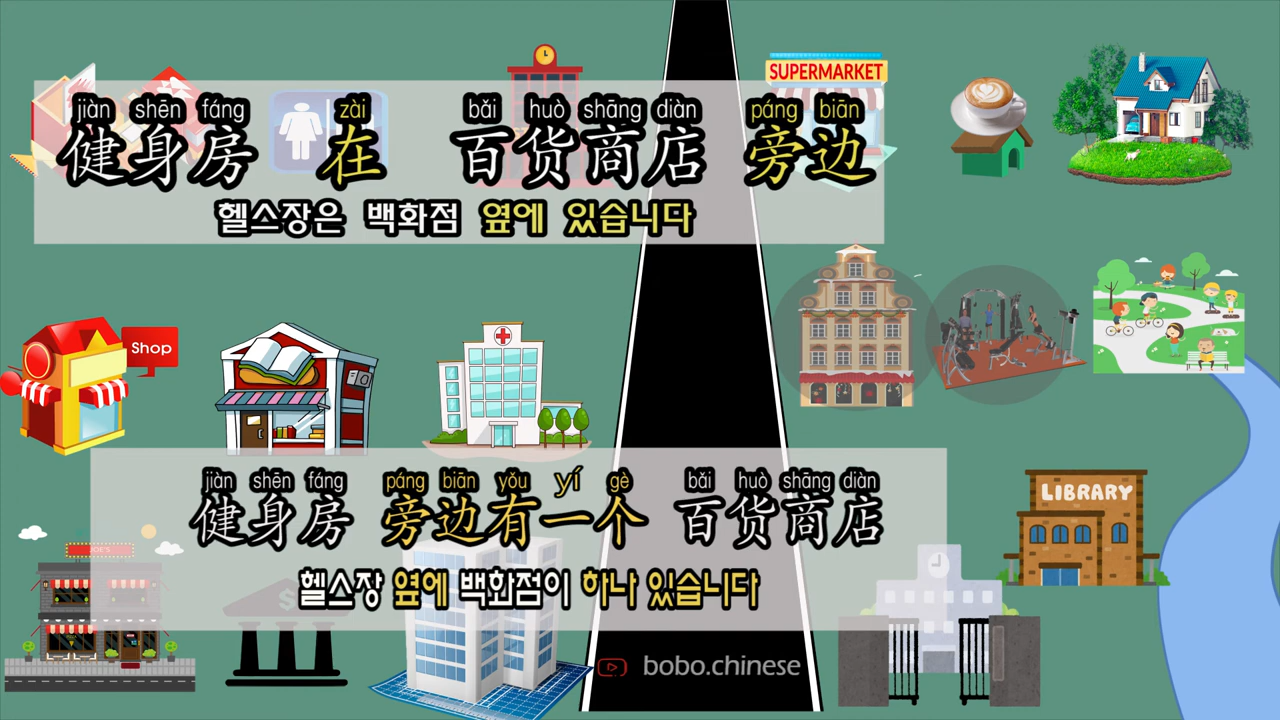 SUPERMARKET
jiàn shēn fáng zài bǎi huò shāng diàn páng biān
健身房 在 百货商店 旁边
헬스장은 백화점 옆에 있습니다
Shop
jiàn shēn fáng páng biān yǒu yí gè bǎi huò shāng diàn
健身房 旁边有一个 百货商店
헬스장 옆에 백화점이 하나 있습니다
LIBRARY
$
bobo.chinese